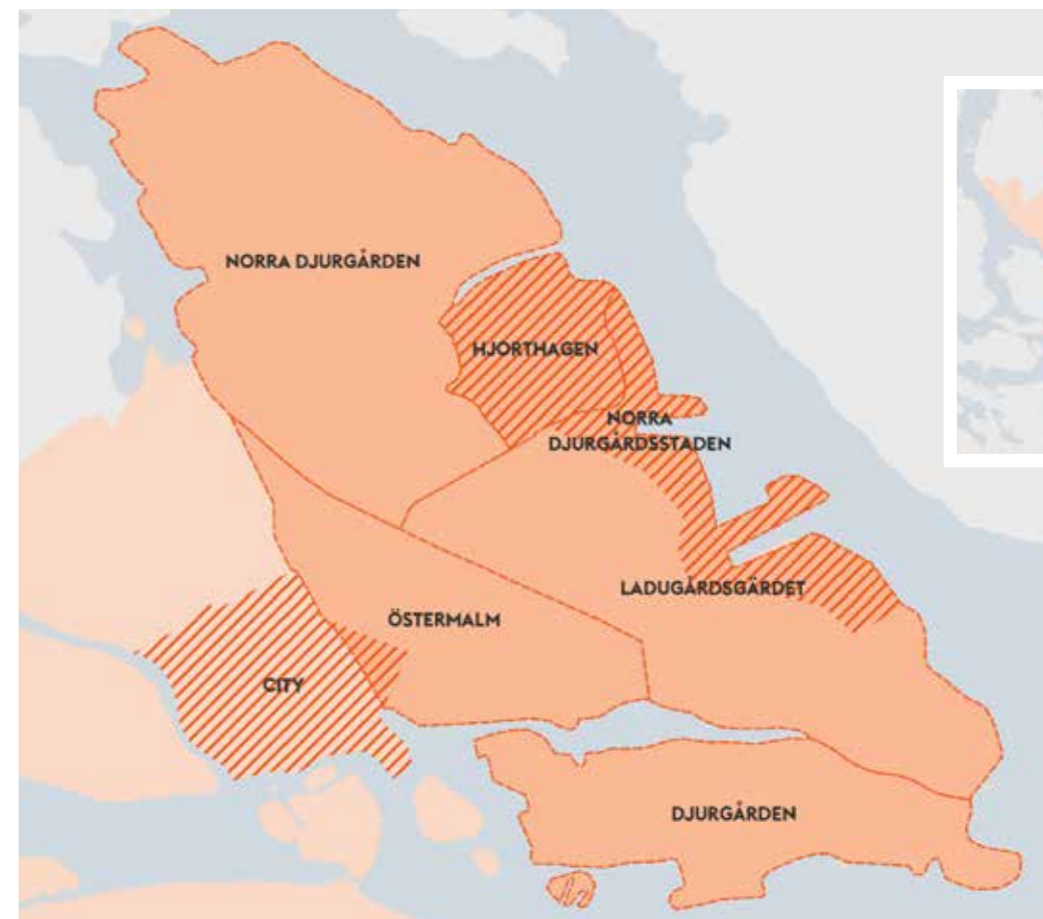 NORRA DJURGÅRDEN
HJORTHAGEN
NORRA
DJURGÅRDSSTADEN
LADUGÅRDSGÄRDET
ÖSTERMALM
CITY
DJURGÅRDEN